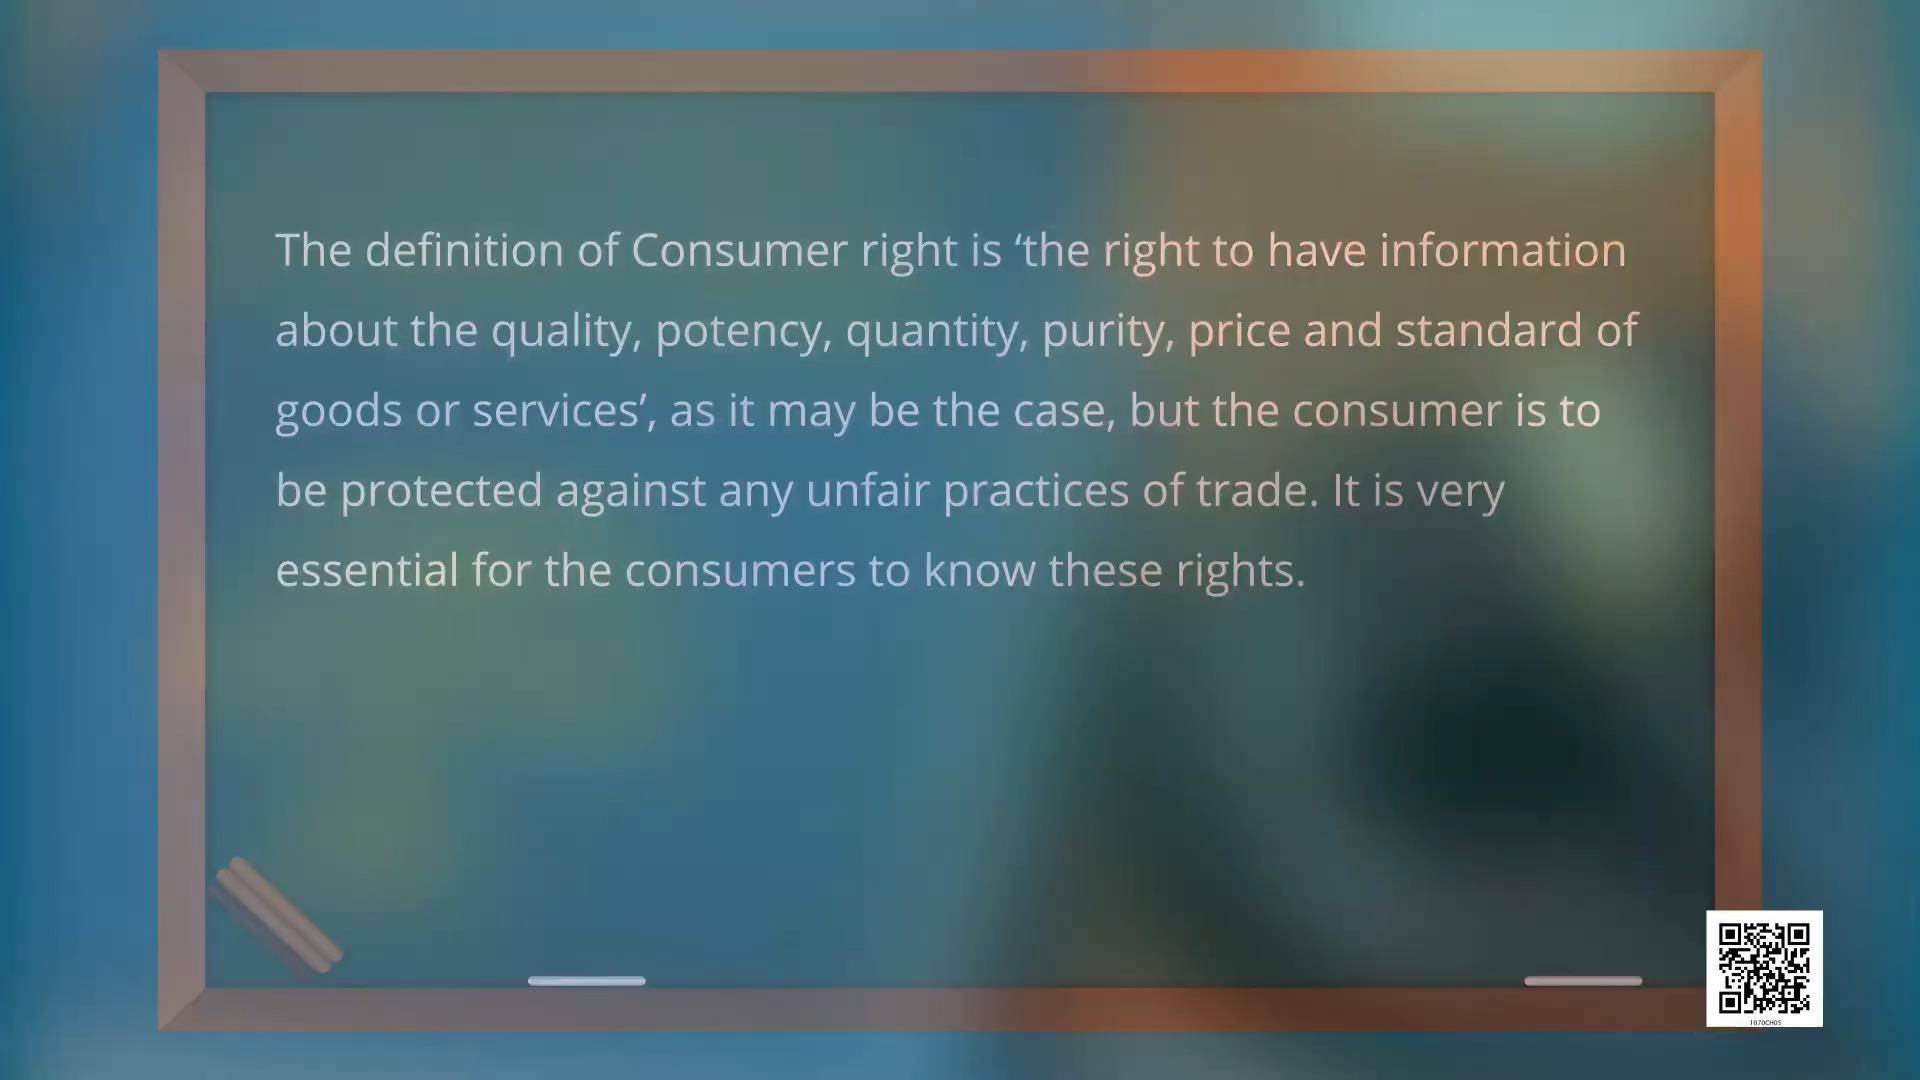 The definition of Consumer right is ‘the right to have information
about the quality, potency, quantity, purity, price and standard of
goods or services’, as it may be the case, but the consumer is to
be protected against any unfair practices of trade. It is very
essential for the consumers to know these rights.
1070CH05